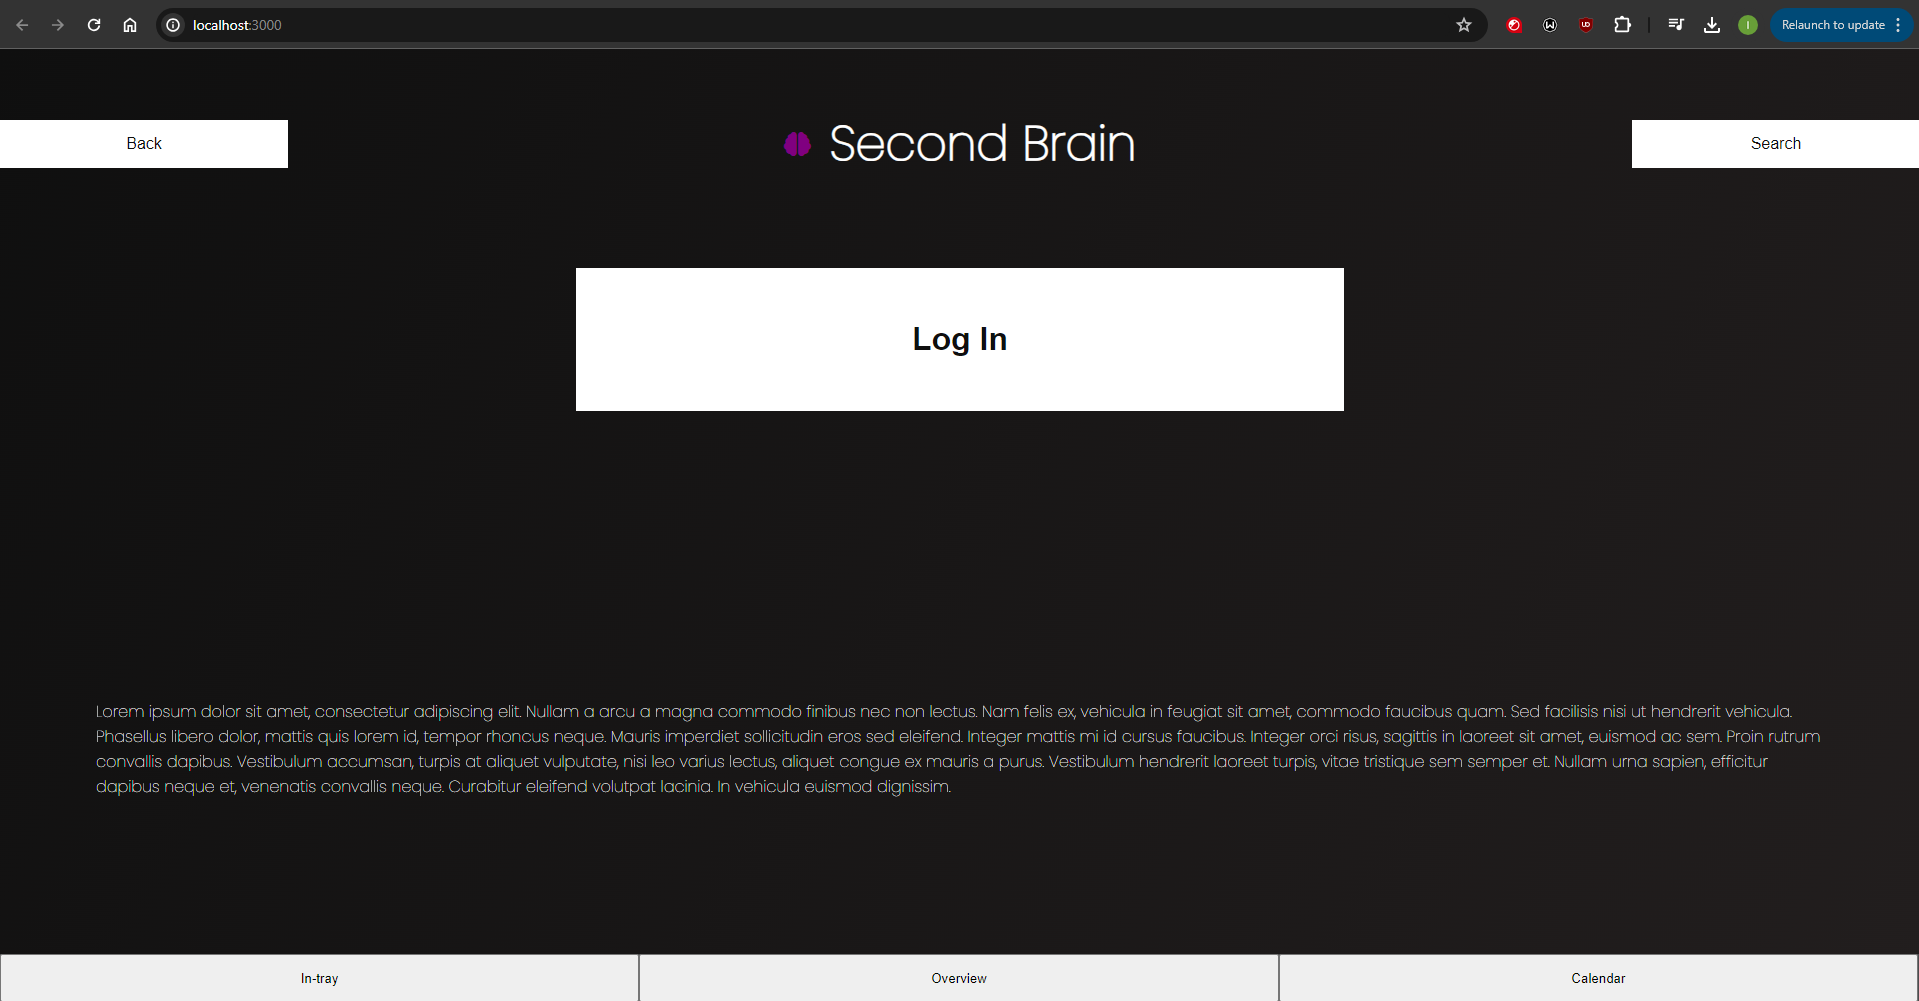 localhost:3000
Relaunch to update
Back
Second Brain
Search
Log In
Lorem ipsum dolor sit amet, consectetur adipiscing elit. Nullam a arcu a magna commodo finibus nec non lectus. Nam felis ex, vehicula in feugiat sit amet, commodo faucibus quam. Sed facilisis nisi ut hendrerit vehicula.
Phasellus libero dolor, mattis quis lorem id, tempor rhoncus neque. Mauris imperdiet sollicitudin eros sed eleifend. Integer mattis mi id cursus faucibus. Integer orci risus, sagittis in laoreet sit amet, euismod ac sem. Proin rutrum
convallis dapibus. Vestibulum accumsan, turpis at aliquet vulputate, nisi leo varius lectus, aliquet congue ex mauris a purus. Vestibulum hendrerit laoreet turpis, vitae tristique sem semper et. Nullam urna sapien, efficitur
dapibus neque et, venenatis convallis neque. Curabitur eleifend volutpat lacinia. In vehicula euismod dignissim.
In-tray
Overview
Calendar